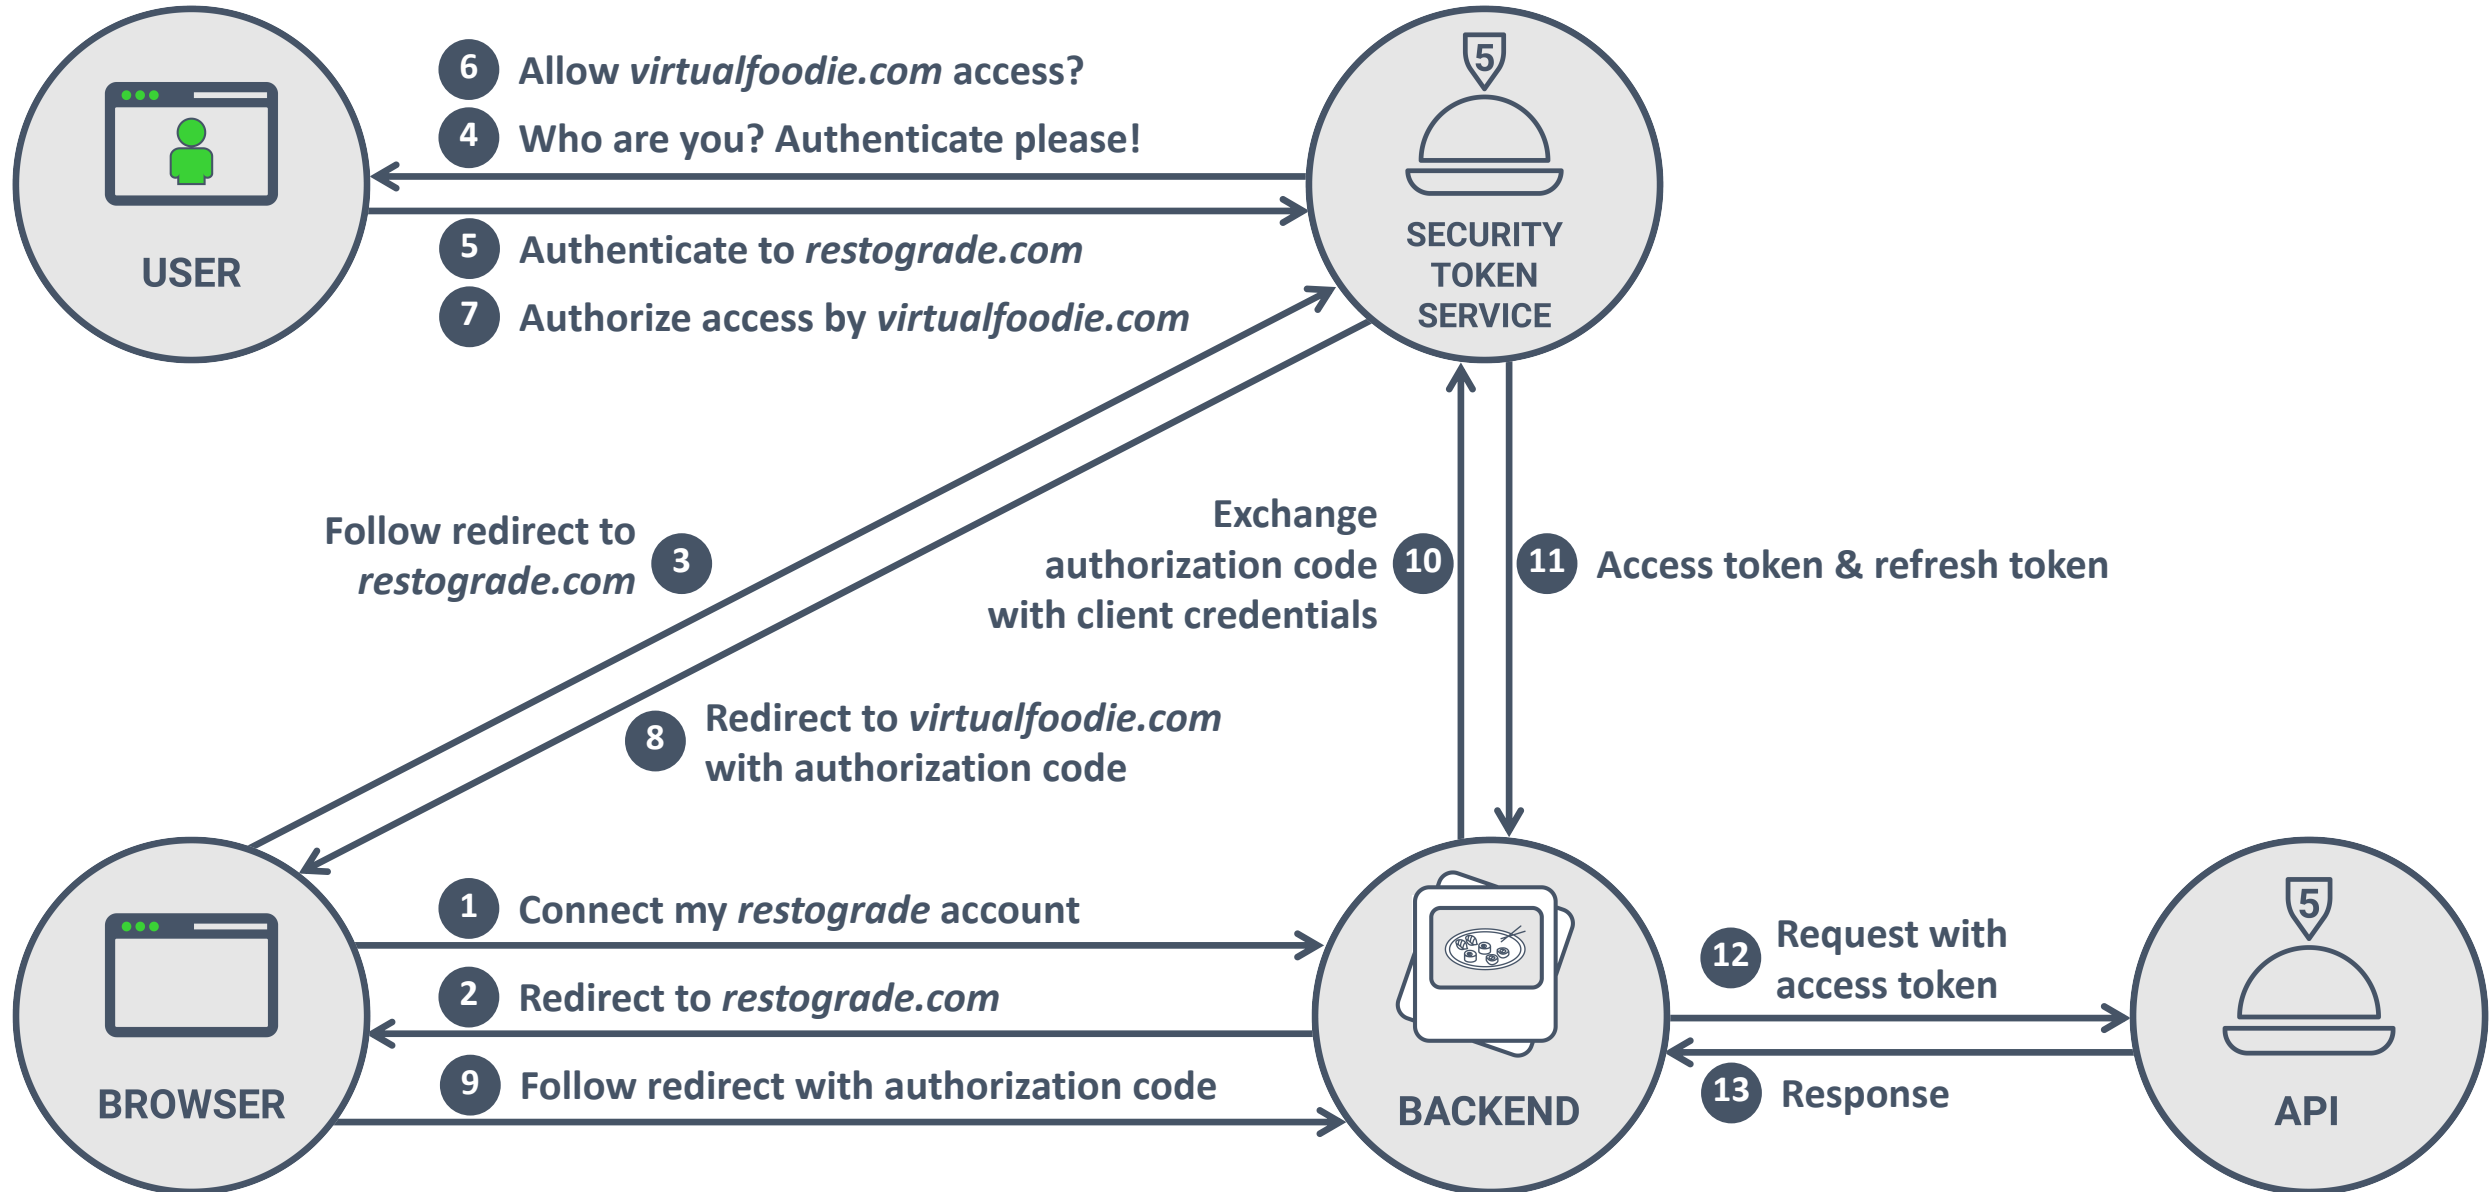 6 Allow virtualfoodie.com access?
4 Who are you? Authenticate please!
5 Authenticate to restograde.com
7 Authorize access by virtualfoodie.com
USER
5
SECURITY
TOKEN
SERVICE
Follow redirect to
restograde.com
3
Exchange
authorization code
with client credentials
10
11 Access token & refresh token
8
Redirect to virtualfoodie.com
with authorization code
1 Connect my restograde account
2 Redirect to restograde.com
9 Follow redirect with authorization code
BROWSER
BACKEND
12
Request with
access token
13 Response
5
API